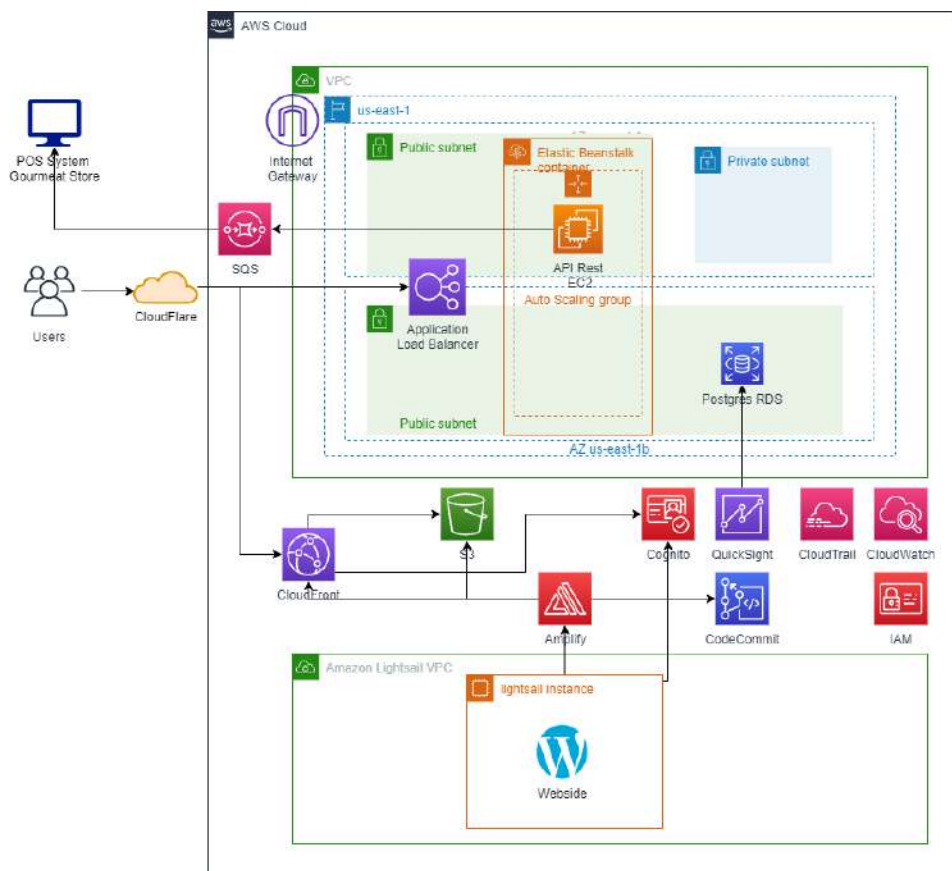 aws
AWS Cloud
VPC
us-east-1
POS System
Gourmeat Store
Internet
Gateway
Public subnet
Elastic Beanstalk
container
Private subnet
SQS
API Rest
EC2
Auto Scaling group
Users
CloudFlare
Application
Load Balancer
Postgres RDS
Public subnet
AZ us-east-1b
CloudFront
S3
Cognito
QuickSight
CloudTrail
CloudWatch
Amplify
CodeCommit
IAM
Amazon Lightsail VPC
lightsail instance
Webside